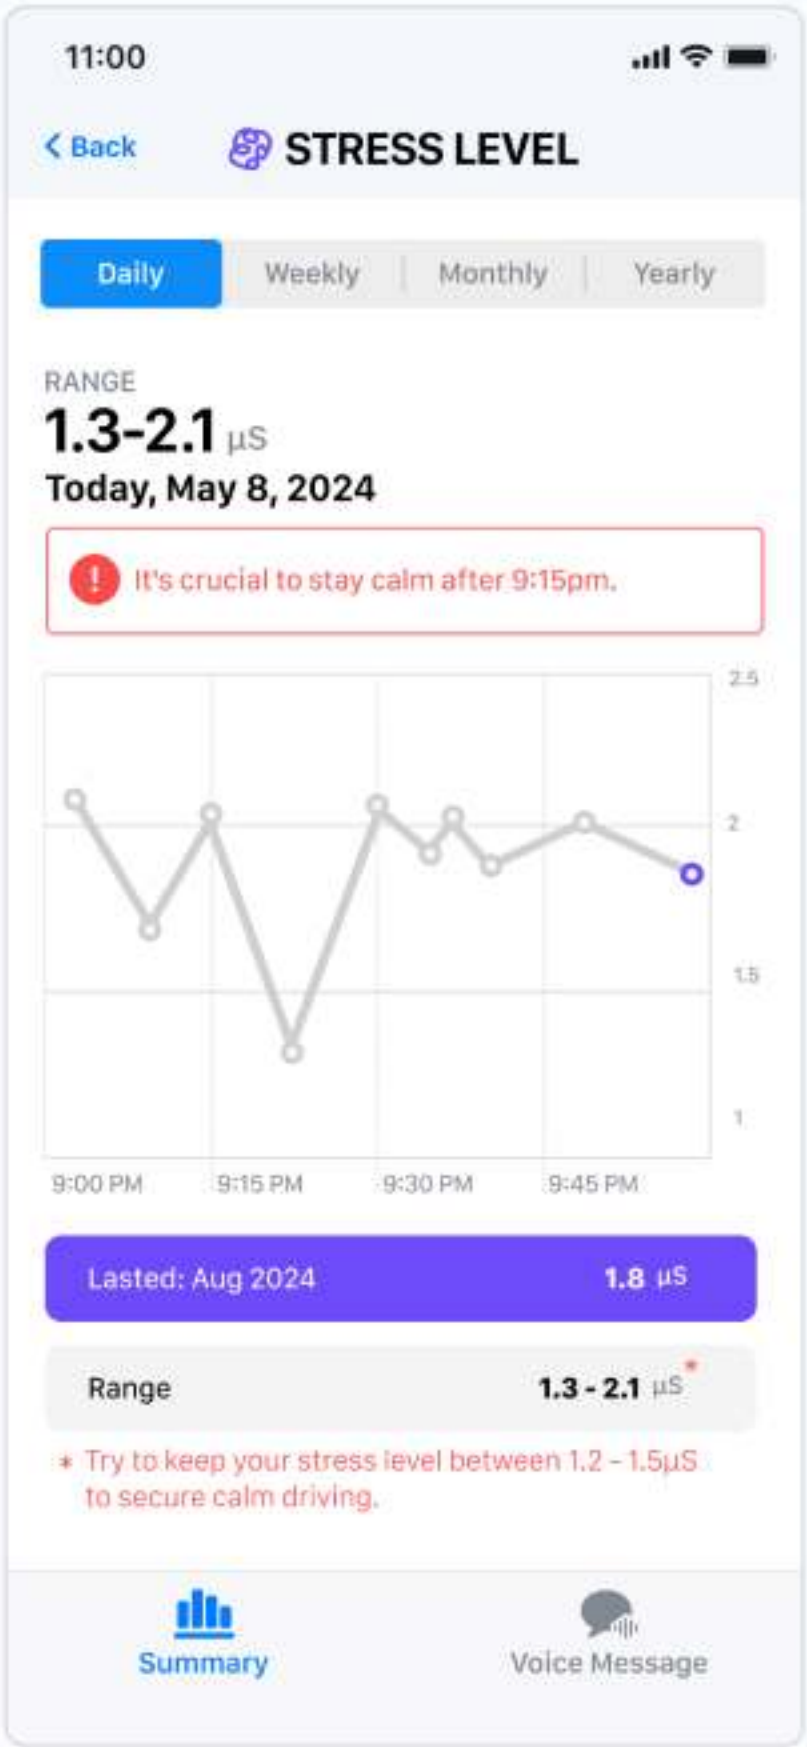 11:00
Back
STRESS LEVEL
Daily Weekly Monthly Yearly
RANGE
1.3-2.1 µS
Today, May 8, 2024
! It's crucial to stay calm after 9:15pm.
2.5
2
1.5
1
9:00 PM 9:15 PM 9:30 PM 9:45 PM
Lasted: Aug 2024 1.8 µS
Range 1.3 - 2.1 µS *
* Try to keep your stress level between 1.2 - 1.5µS
to secure calm driving.
Summary Voice Message